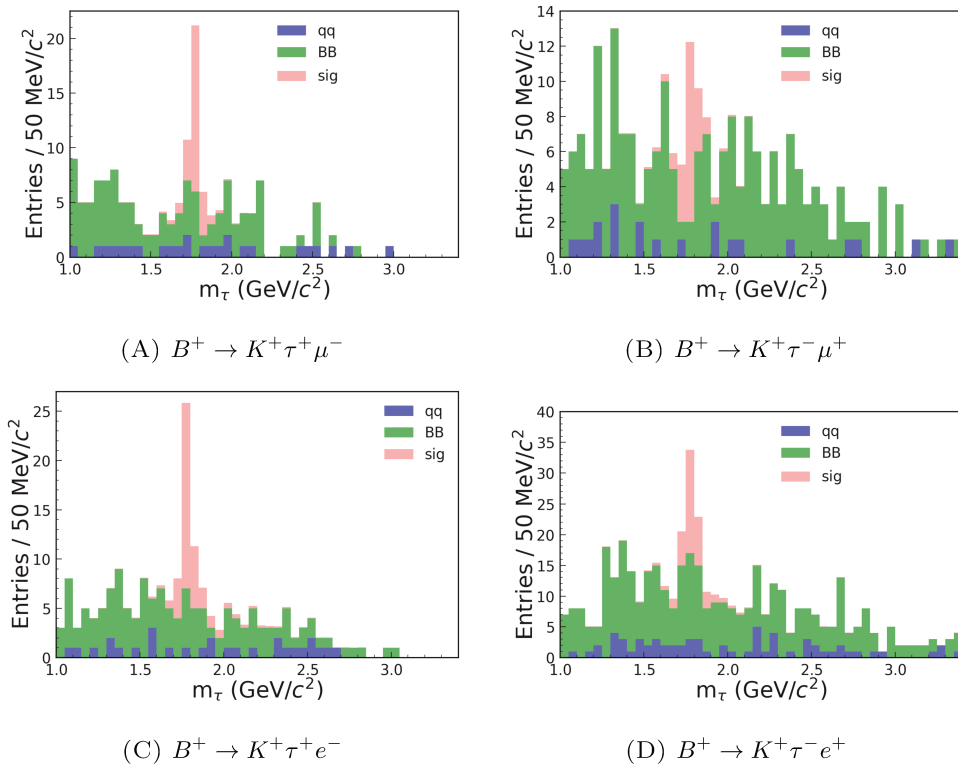 Entries / 50 MeV/c²
20
15
10
5
0
1.0 1.5 2.0 2.5 3.0
m_τ (GeV/c²)
qq
BB
sig
(A) B⁺ → K⁺τ⁺μ⁻
Entries / 50 MeV/c²
14
12
10
8
6
4
2
0
1.0 1.5 2.0 2.5 3.0
m_τ (GeV/c²)
qq
BB
sig
(B) B⁺ → K⁺τ⁻μ⁺
Entries / 50 MeV/c²
25
20
15
10
5
0
1.0 1.5 2.0 2.5 3.0
m_τ (GeV/c²)
qq
BB
sig
(C) B⁺ → K⁺τ⁺e⁻
Entries / 50 MeV/c²
40
35
30
25
20
15
10
5
0
1.0 1.5 2.0 2.5 3.0
m_τ (GeV/c²)
qq
BB
sig
(D) B⁺ → K⁺τ⁻e⁺